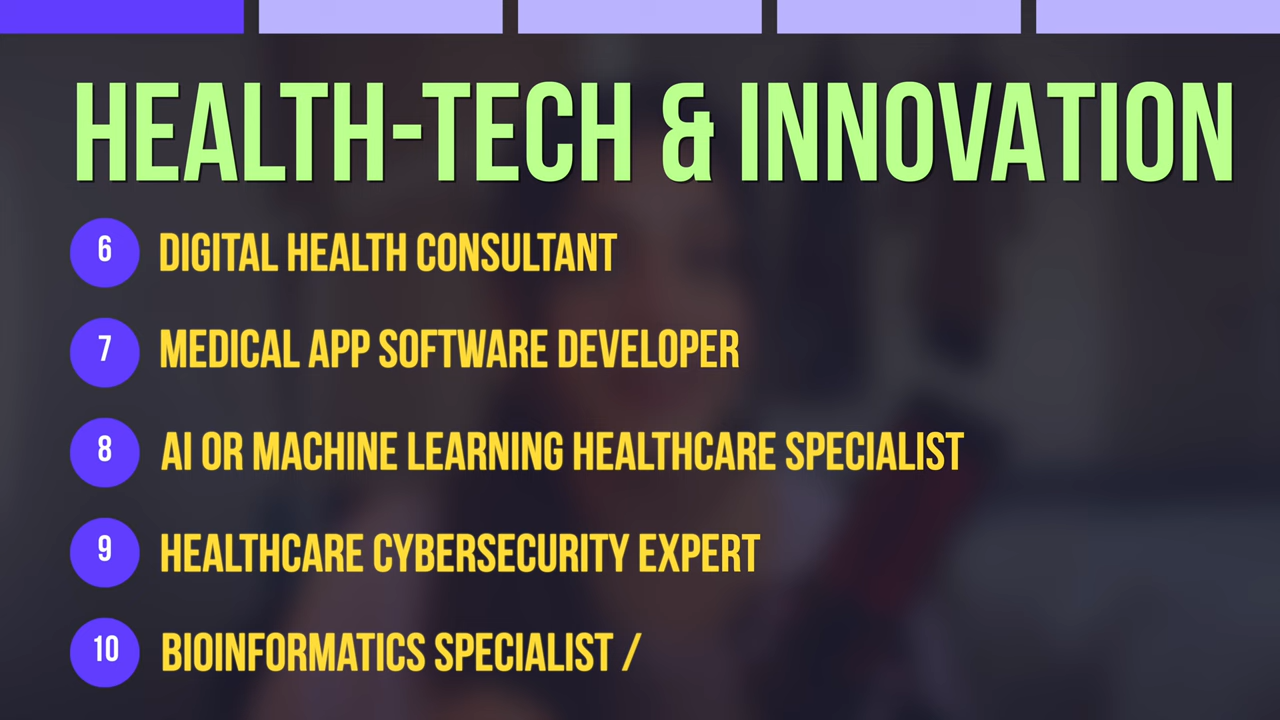 HEALTH-TECH & INNOVATION
6 DIGITAL HEALTH CONSULTANT
7 MEDICAL APP SOFTWARE DEVELOPER
8 AI OR MACHINE LEARNING HEALTHCARE SPECIALIST
9 HEALTHCARE CYBERSECURITY EXPERT
10 BIOINFORMATICS SPECIALIST /